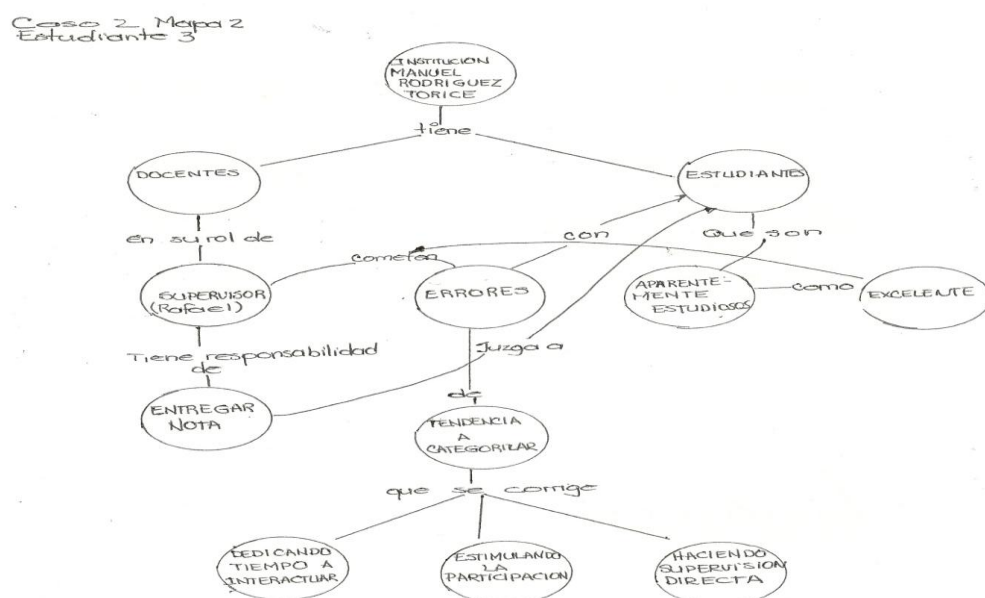 Caso 2 Mapa 2
Estudiante 3
INSTITUCION
MANUEL
RODRIGUEZ
TORICE
tiene
DOCENTES
ESTUDIANTES
en su rol de
cometen
con
Que son
SUPERVISOR
(Rafael)
ERRORES
APARENTE-
MENTE
ESTUDIOSOS
como
EXCELENTE
Tiene responsabilidad
de
Juzga a
ENTREGAR
NOTA
de
TENDENCIA
A
CATEGORIZAR
que se corrige
DEDICANDO
TIEMPO A
INTERACTUAR
ESTIMULANDO
LA
PARTICIPACION
HACIENDO
SUPERVISION
DIRECTA